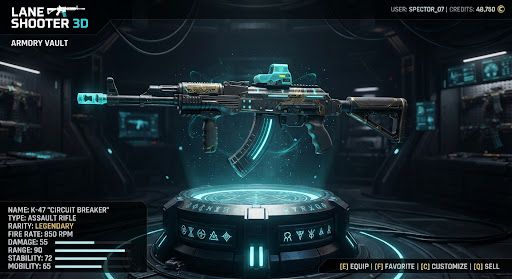 LANE
SHOOTER 3D
USER: SPECTOR_07 | CREDITS: 48,760 C
ARMORY VAULT
NAME: K-47 "CIRCUIT BREAKER"
TYPE: ASSAULT RIFLE
RARITY: LEGENDARY
FIRE RATE: 850 RPM
DAMAGE: 55
RANGE: 90
STABILITY: 72
MOBILITY: 65
[E] EQUIP | [F] FAVORITE | [C] CUSTOMIZE | [Q] SELL